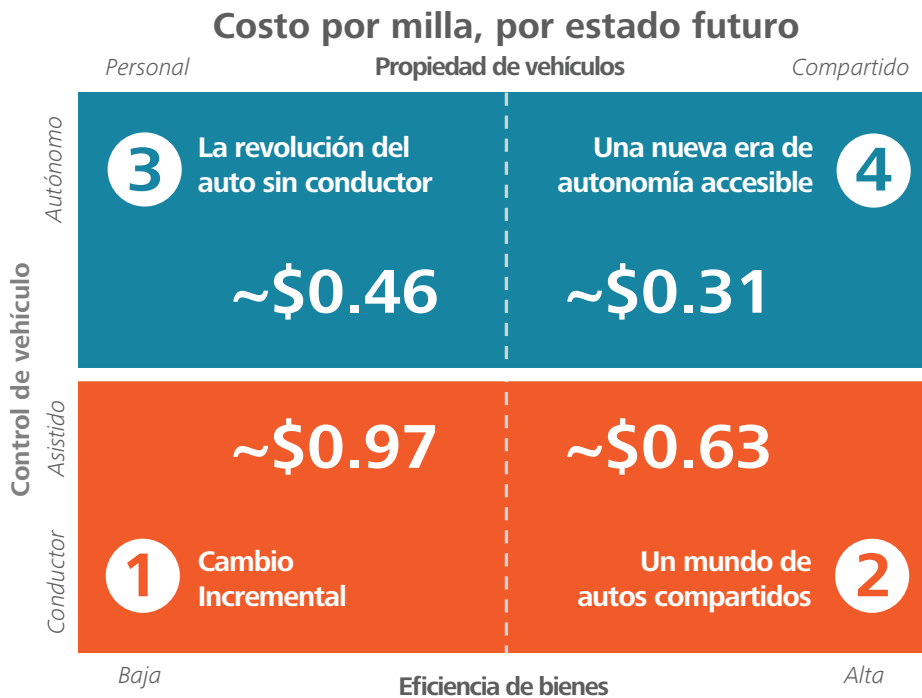 Costo por milla, por estado futuro
Personal
Propiedad de vehículos
Compartido
Autónomo
3
La revolución del
auto sin conductor
Una nueva era de
autonomía accesible
4
~$0.46
~$0.31
Control de vehículo
Asistido
~$0.97
~$0.63
Conductor
1
Cambio
Incremental
Un mundo de
autos compartidos
2
Baja
Eficiencia de bienes
Alta